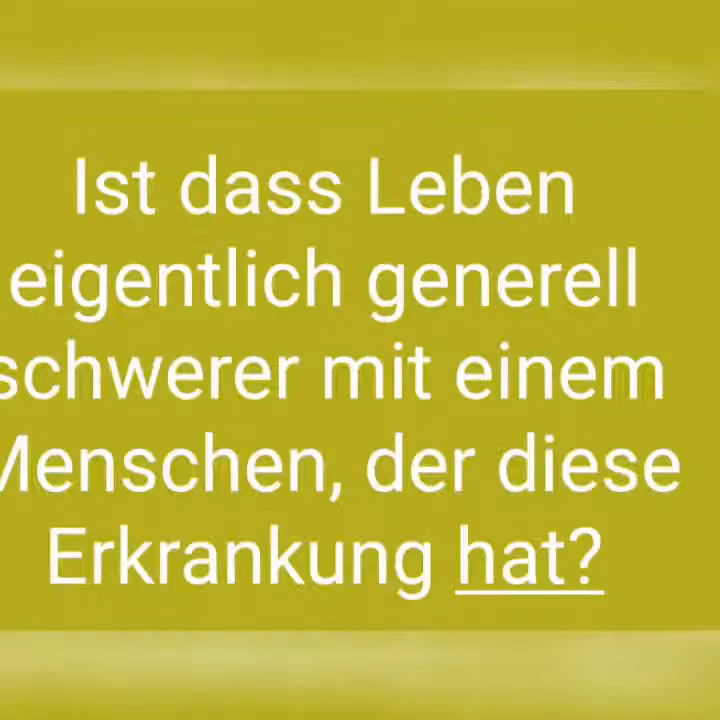 Ist dass Leben
eigentlich generell
schwerer mit einem
Menschen, der diese
Erkrankung hat?